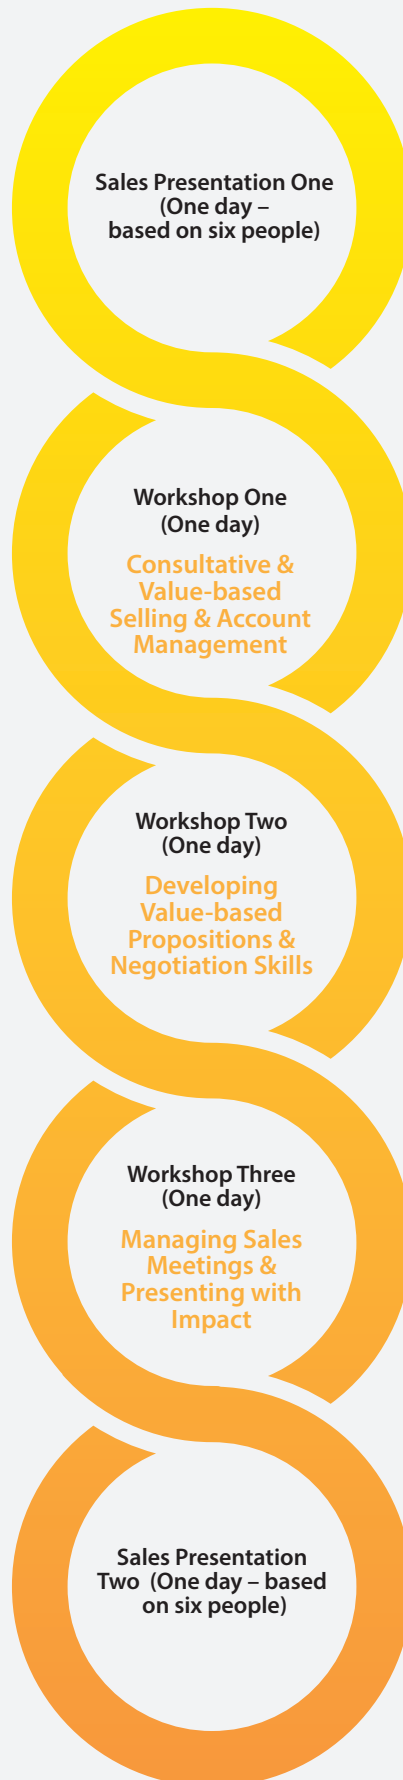 Sales Presentation One
(One day –
based on six people)
Workshop One
(One day)
Consultative &
Value-based
Selling & Account
Management
Workshop Two
(One day)
Developing
Value-based
Propositions &
Negotiation Skills
Workshop Three
(One day)
Managing Sales
Meetings &
Presenting with
Impact
Sales Presentation
Two (One day – based
on six people)